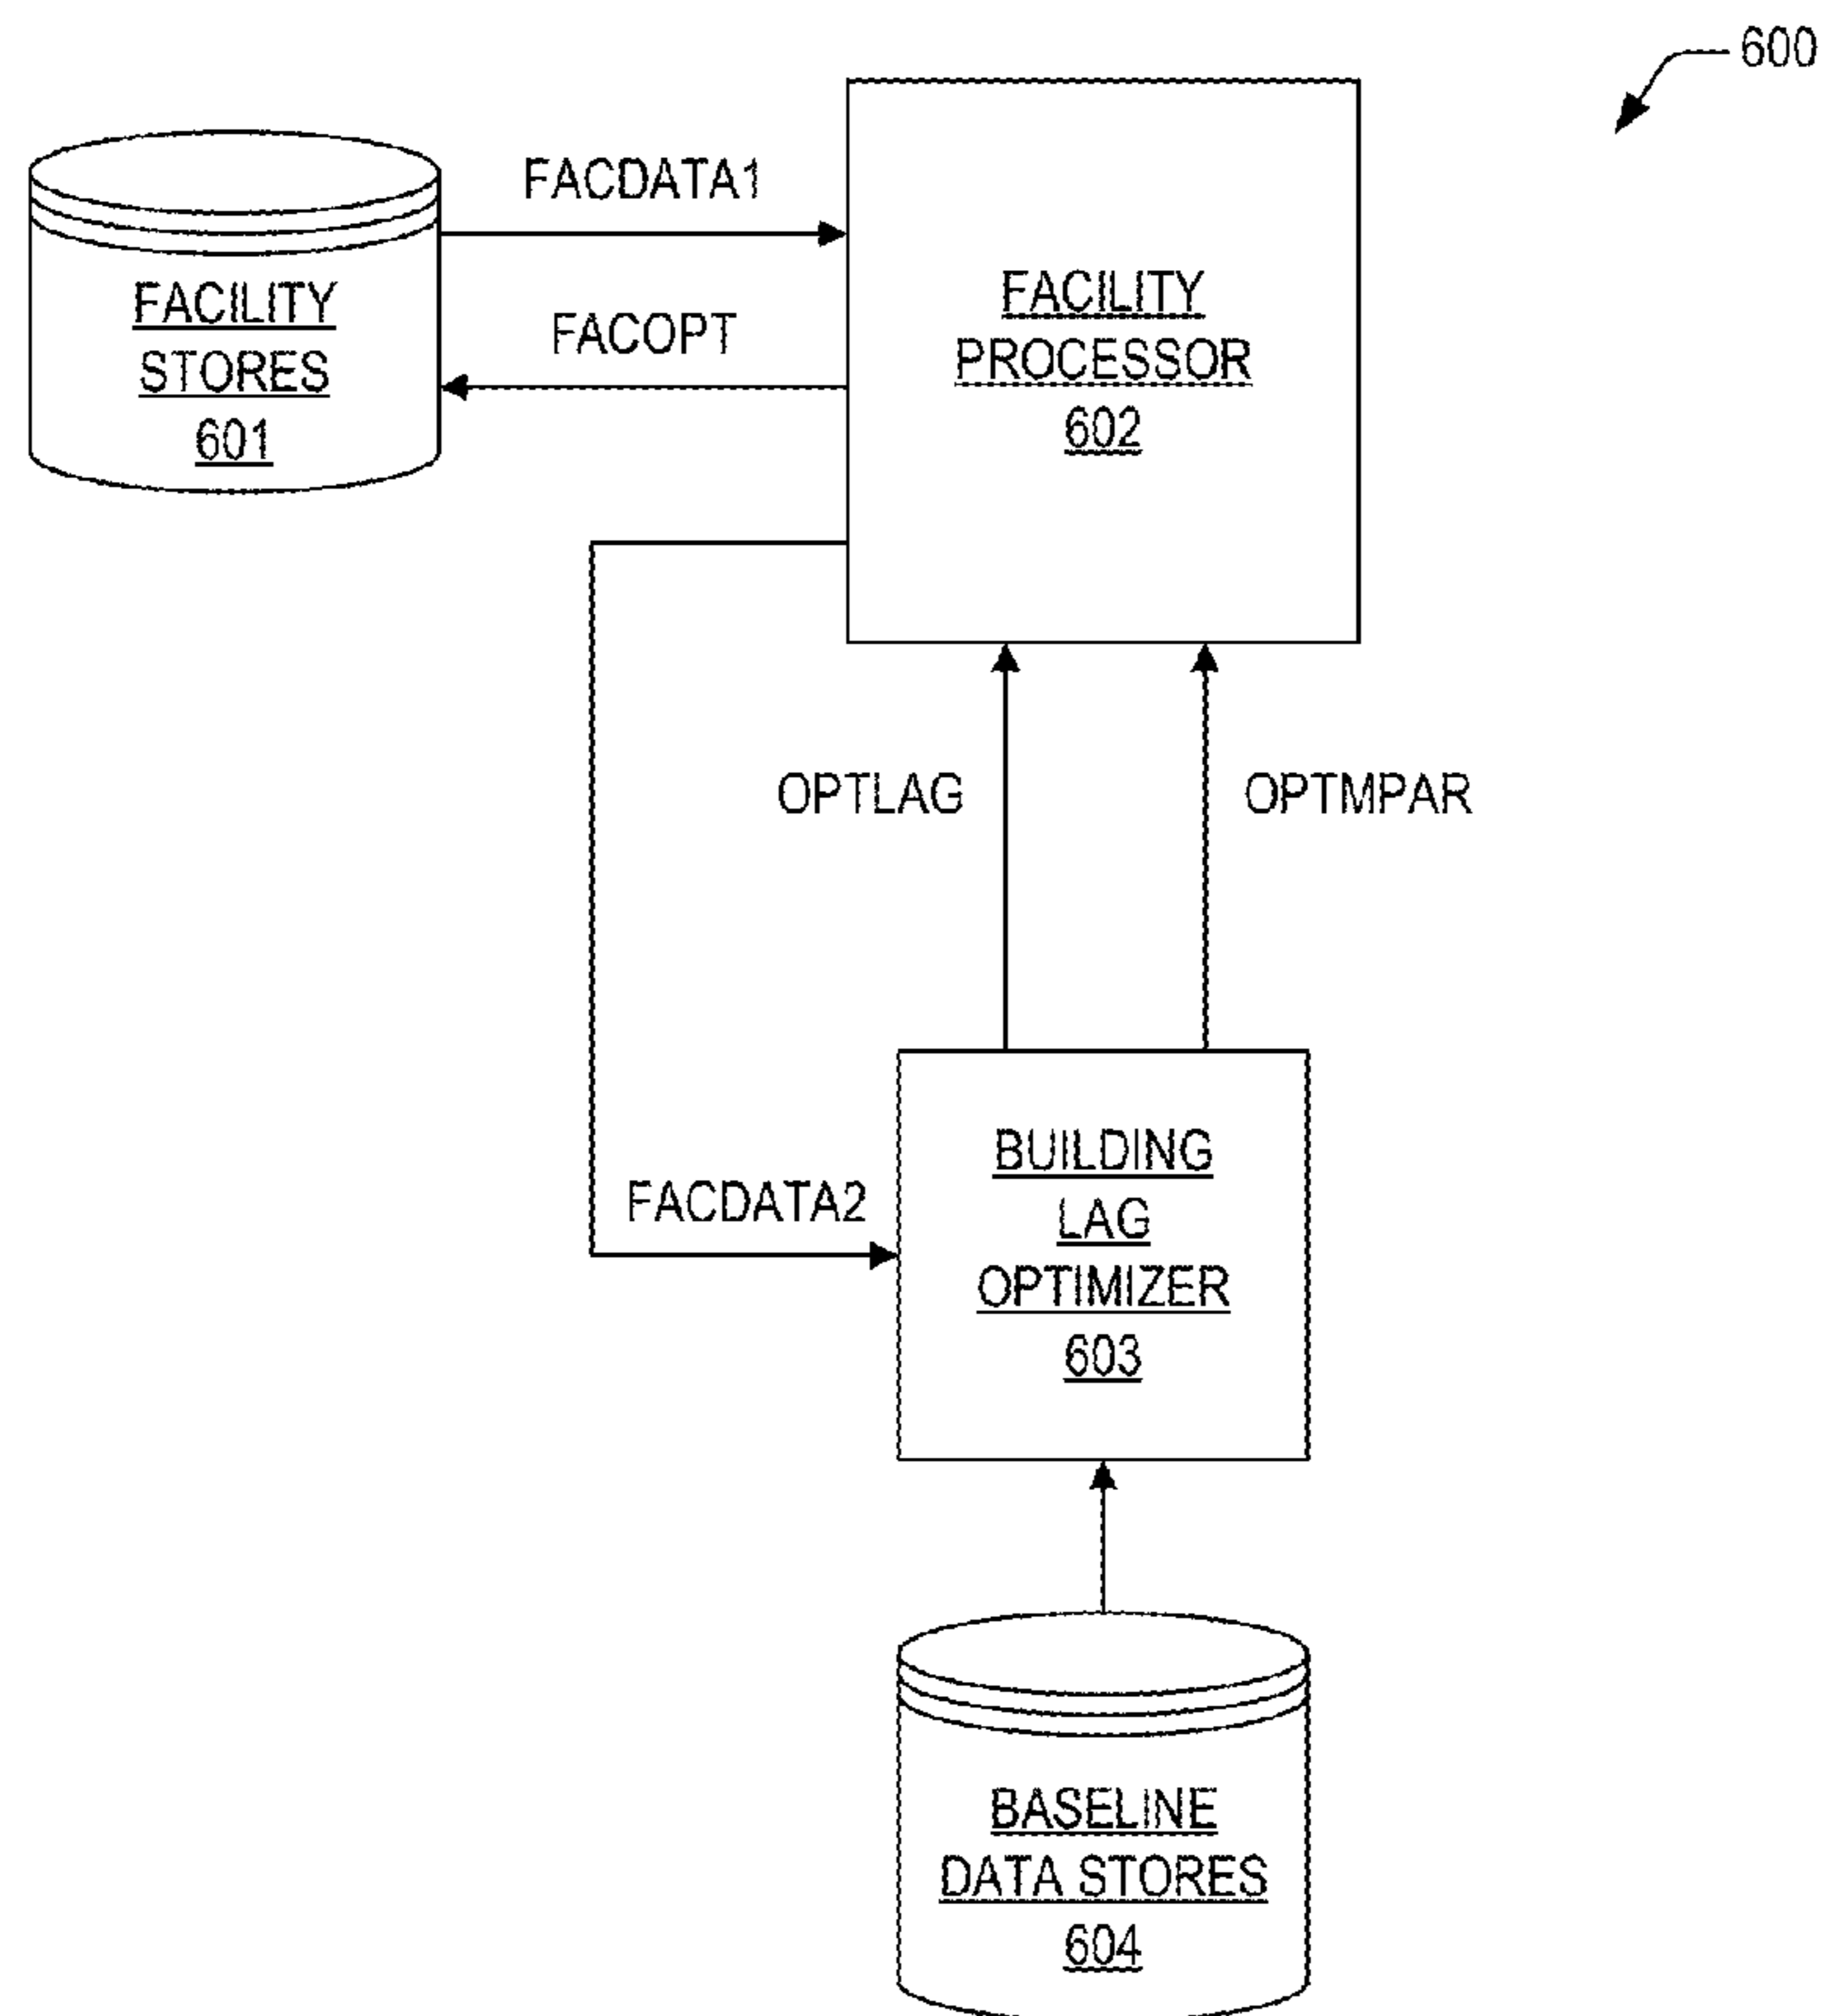 600
FACDATA1
FACILITY
STORES
601
FACOPT
FACILITY
PROCESSOR
602
OPTLAG
OPTMPAR
FACDATA2
BUILDING
LAG
OPTIMIZER
603
BASELINE
DATA STORES
604